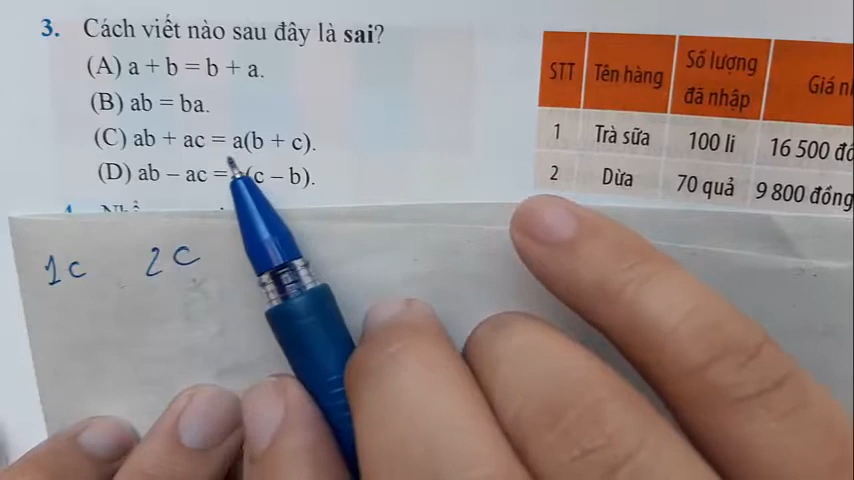 3. Cách viết nào sau đây là sai?
(A) a + b = b + a.
(B) ab = ba.
(C) ab + ac = a(b + c).
(D) ab − ac = (c − b).
STT Tên hàng Số lượng đã nhập Giá
1 Trà sữa 100 li 16 500
2 Dừa 70 quả 9 800 đồng
1c 2c